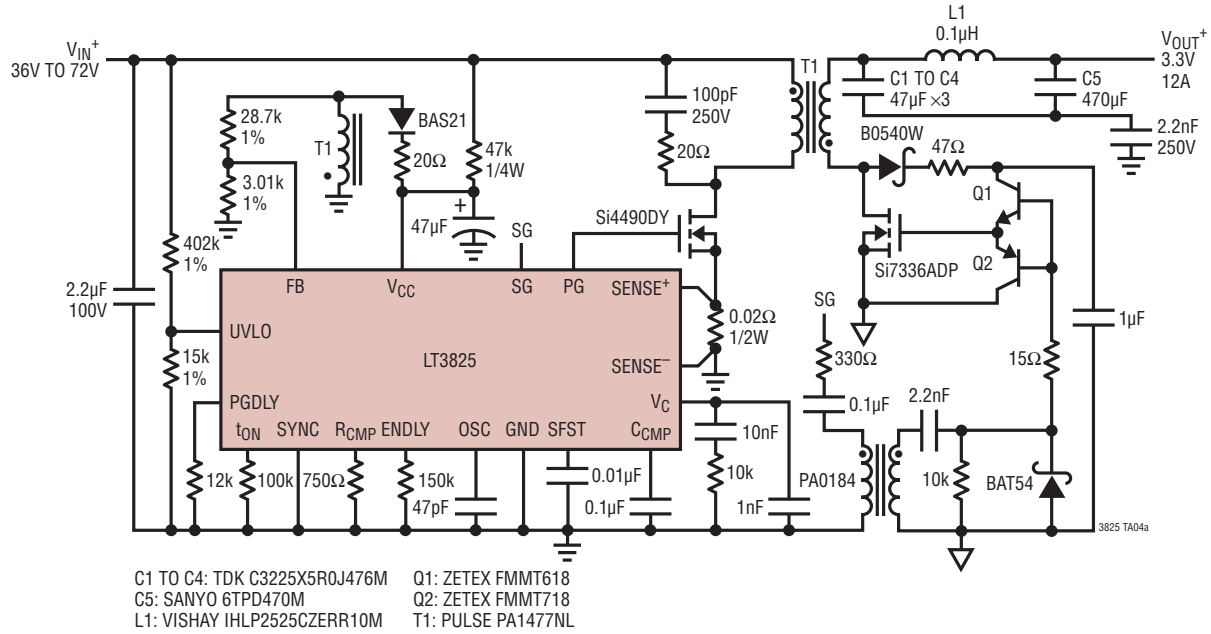 VIN+
36V TO 72V
28.7k
1%
3.01k
1%
T1
BAS21
20Ω
47k
1/4W
+
47µF
402k
1%
15k
1%
2.2µF
100V
100pF
250V
20Ω
T1
L1
0.1µH
VOUT+
3.3V
12A
C1 TO C4
47µF ×3
C5
470µF
2.2nF
250V
B0540W
47Ω
Q1
Q2
Si4490DY
Si7336ADP
SG
FB
VCC
SG
PG
SENSE+
UVLO
LT3825
SENSE−
PGDLY
VC
tON
SYNC
RCMP
ENDLY
OSC
GND
SFST
CCMP
0.02Ω
1/2W
SG
330Ω
0.1µF
1µF
15Ω
2.2nF
PA0184
10k
BAT54
12k
100k
750Ω
150k
47pF
0.01µF
0.1µF
10nF
10k
1nF
3825 TA04a
C1 TO C4: TDK C3225X5R0J476M
C5: SANYO 6TPD470M
L1: VISHAY IHLP2525CZERR10M
Q1: ZETEX FMMT618
Q2: ZETEX FMMT718
T1: PULSE PA1477NL